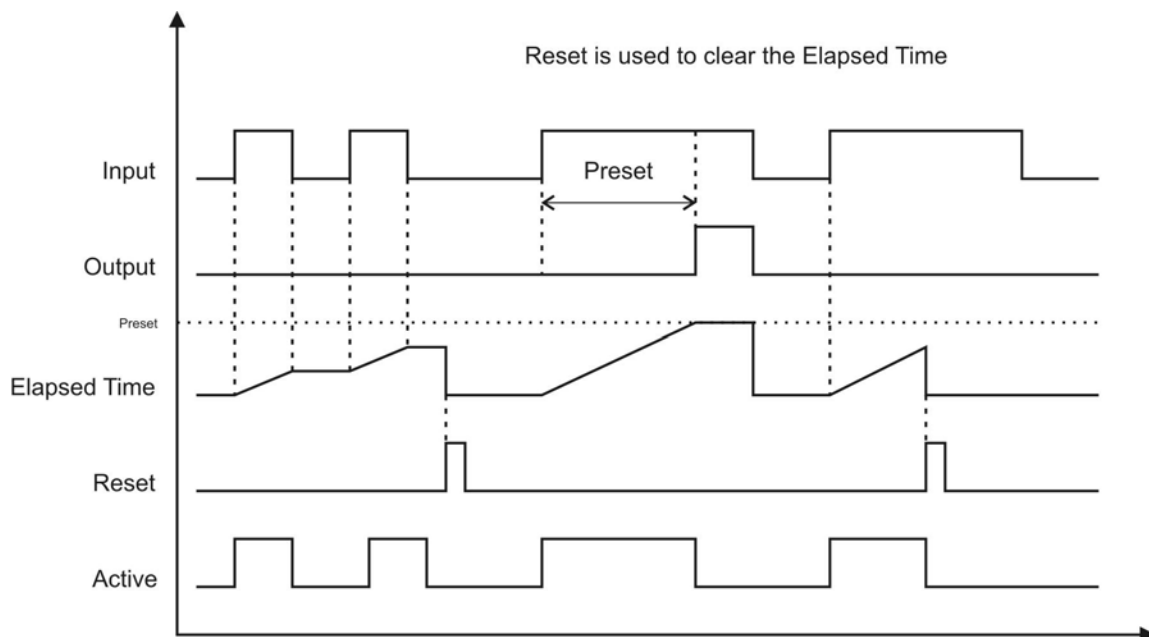 Reset is used to clear the Elapsed Time
Input
Preset
Output
Preset
Elapsed Time
Reset
Active